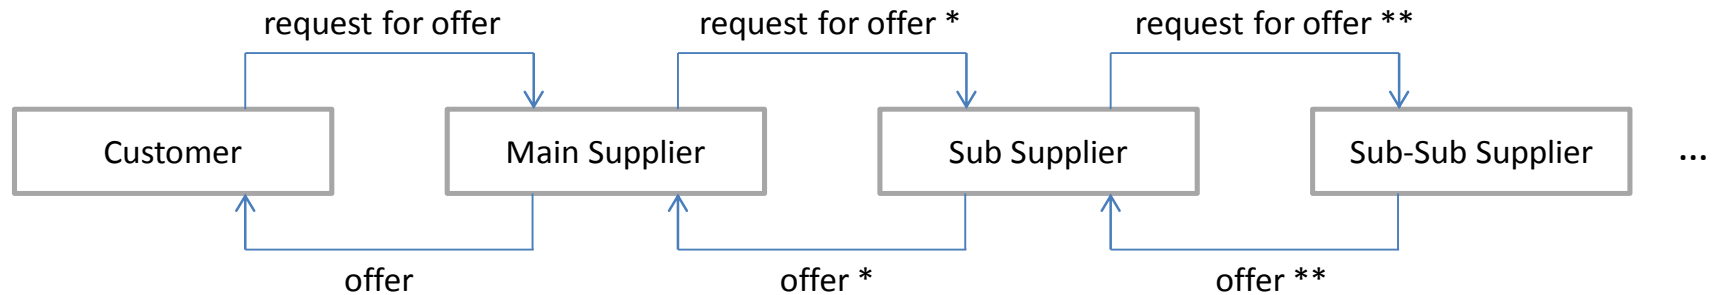 request for offer
request for offer *
request for offer **
Customer
Main Supplier
Sub Supplier
Sub-Sub Supplier
...
offer
offer *
offer **